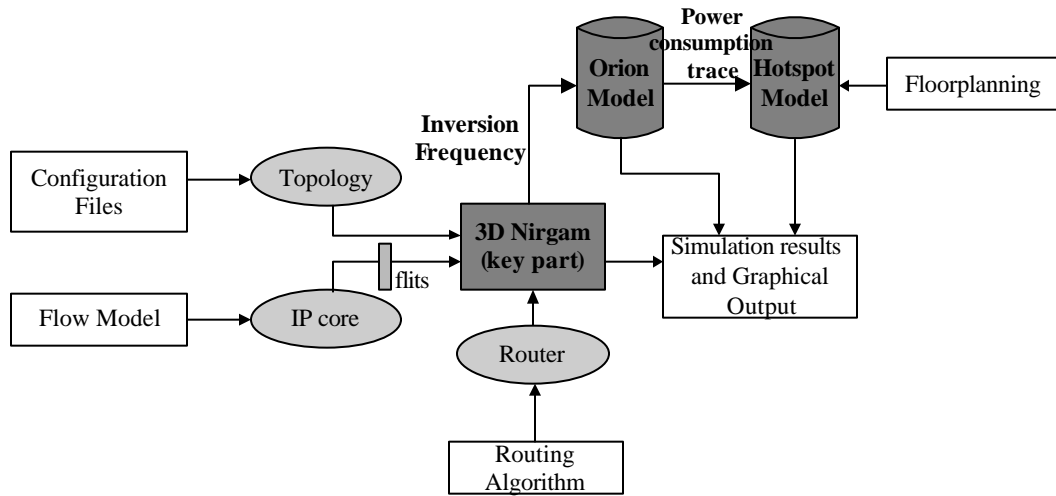 Power
consumption
trace
Orion
Model
Hotspot
Model
Floorplanning
Inversion
Frequency
Configuration
Files
Topology
3D Nirgam
(key part)
Simulation results
and Graphical
Output
flits
Flow Model
IP core
Router
Routing
Algorithm